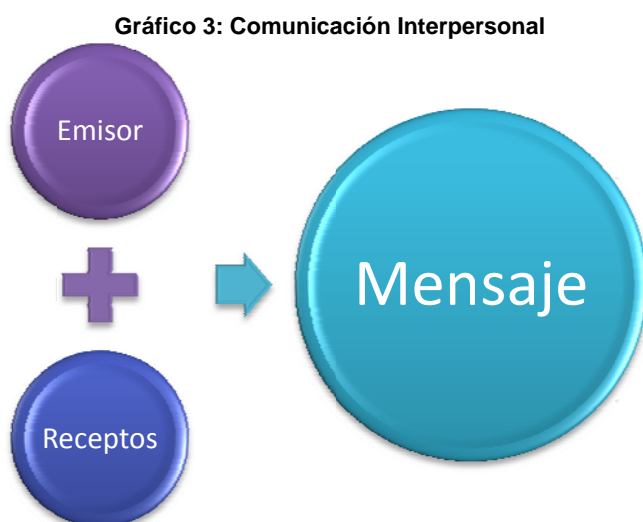 Gráfico 3: Comunicación Interpersonal
Emisor
Receptos
Mensaje